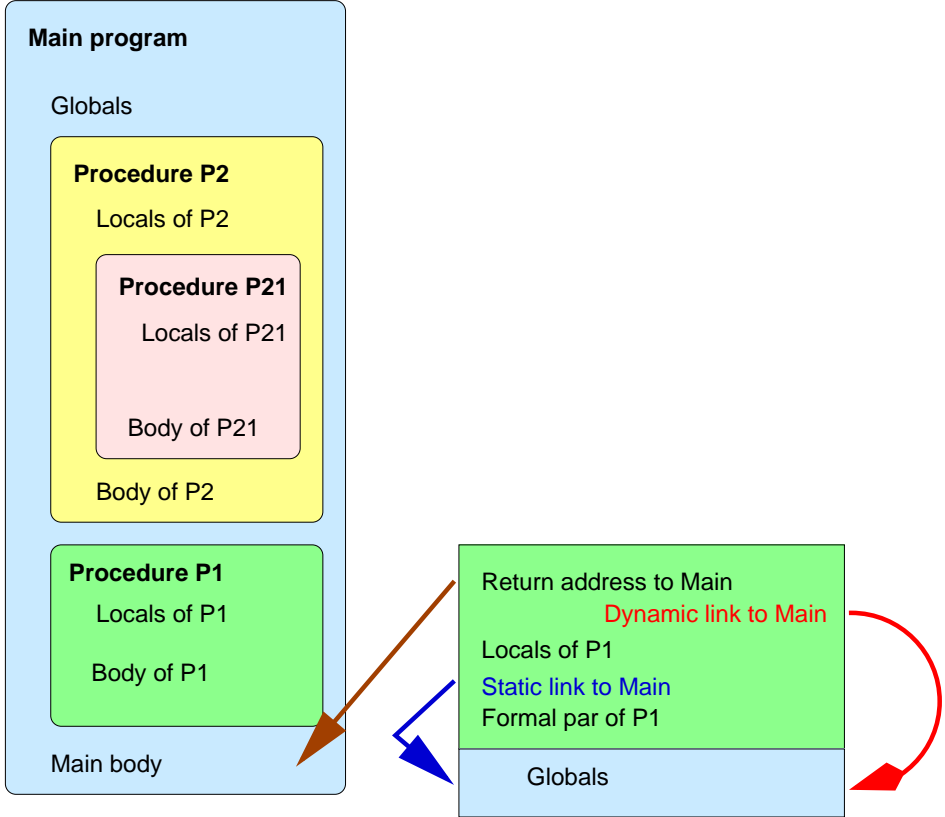 Main program
Globals
Procedure P2
Locals of P2
Procedure P21
Locals of P21
Body of P21
Body of P2
Procedure P1
Locals of P1
Body of P1
Main body
Return address to Main
Dynamic link to Main
Locals of P1
Static link to Main
Formal par of P1
Globals